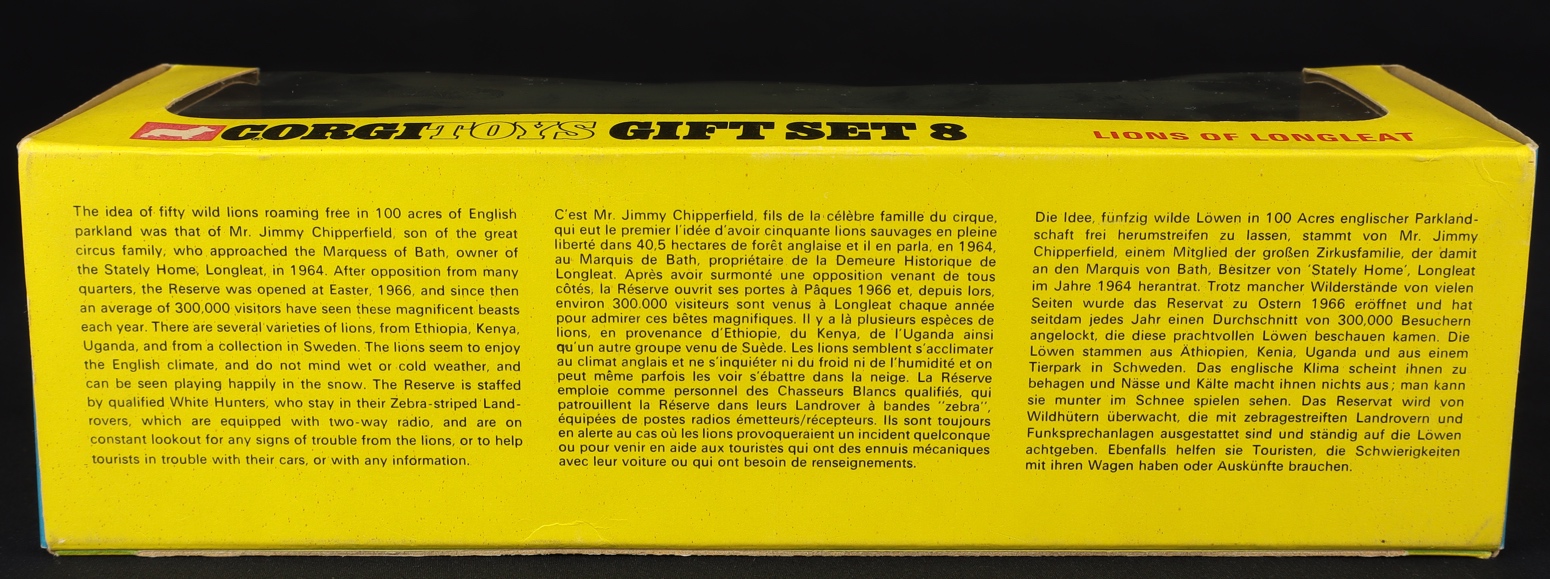 CORGI TOYS GIFT SET 8
LIONS OF LONGLEAT
The idea of fifty wild lions roaming free in 100 acres of English
parkland was that of Mr. Jimmy Chipperfield, son of the great
circus family, who approached the Marquess of Bath, owner of
the Stately Home, Longleat, in 1964. After opposition from many
quarters, the Reserve was opened at Easter, 1966, and since then
an average of 300,000 visitors have seen these magnificent beasts
each year. There are several varieties of lions, from Ethiopia, Kenya,
Uganda, and from a collection in Sweden. The lions seem to enjoy
the English climate, and do not mind wet or cold weather, and
can be seen playing happily in the snow. The Reserve is staffed
by qualified White Hunters, who stay in their Zebra-striped Land-
rovers, which are equipped with two-way radio, and are on
constant lookout for any signs of trouble from the lions, or to help
tourists in trouble with their cars, or with any information.
C'est Mr. Jimmy Chipperfield, fils de la célèbre famille du cirque,
qui eut le premier l'idée d'avoir cinquante lions sauvages en pleine
liberté dans 40,5 hectares de forêt anglaise et il en parla, en 1964,
au Marquis de Bath, propriétaire de la Demeure Historique de
Longleat. Après avoir surmonté une opposition venant de tous
côtés, la Réserve ouvrit ses portes à Pâques 1966 et, depuis lors,
environ 300.000 visiteurs sont venus à Longleat chaque année
pour admirer ces bêtes magnifiques. Il y a là plusieurs espèces de
lions, en provenance d'Ethiopie, du Kenya, de l'Uganda ainsi
qu'un autre groupe venu de Suède. Les lions semblent s'acclimater
au climat anglais et ne s'inquiéter ni du froid ni de l'humidité et on
peut même parfois les voir s'ébattre dans la neige. La Réserve
emploie comme personnel des Chasseurs Blancs qualifiés, qui
patrouillent la Réserve dans leurs Landrover à bandes "zebra",
équipées de postes radios émetteurs/récepteurs. Ils sont toujours
en alerte au cas où les lions provoqueraient un incident quelconque
ou pour venir en aide aux touristes qui ont des ennuis mécaniques
avec leur voiture ou qui ont besoin de renseignements.
Die Idee, fünfzig wilde Löwen in 100 Acres englischer Parkland-
schaft frei herumstreifen zu lassen, stammt von Mr. Jimmy
Chipperfield, einem Mitglied der großen Zirkusfamilie, der damit
an den Marquis von Bath, Besitzer von 'Stately Home', Longleat
im Jahre 1964 herantrat. Trotz mancher Wilderstände von vielen
Seiten wurde das Reservat zu Ostern 1966 eröffnet und hat
seitdam jedes Jahr einen Durchschnitt von 300,000 Besuchern
angelockt, die diese prachtvollen Löwen beschauen kamen. Die
Löwen stammen aus Äthiopien, Kenia, Uganda und aus einem
Tierpark in Schweden. Das englische Klima scheint ihnen zu
behagen und Nässe und Kälte macht ihnen nichts aus; man kann
sie munter im Schnee spielen sehen. Das Reservat wird von
Wildhütern überwacht, die mit zebragestreiften Landrovern und
Funksprechanlagen ausgestattet sind und ständig auf die Löwen
achtgeben. Ebenfalls helfen sie Touristen, die Schwierigkeiten
mit ihren Wagen haben oder Auskünfte brauchen.